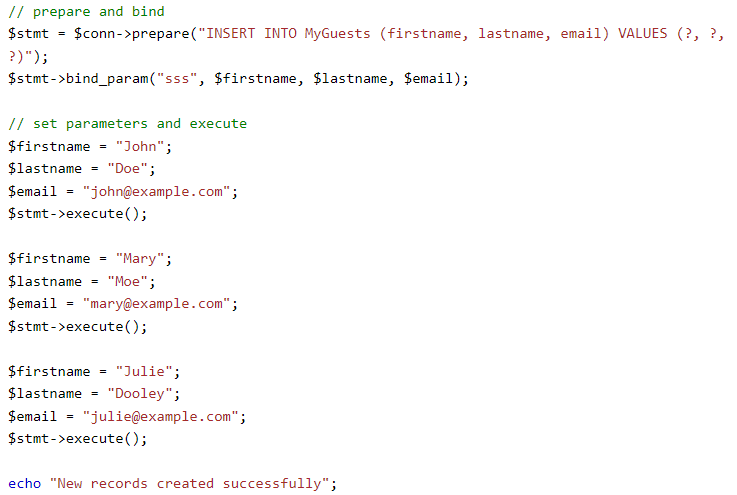 // prepare and bind
$stmt = $conn->prepare("INSERT INTO MyGuests (firstname, lastname, email) VALUES (?, ?,
?)");
$stmt->bind_param("sss", $firstname, $lastname, $email);

// set parameters and execute
$firstname = "John";
$lastname = "Doe";
$email = "john@example.com";
$stmt->execute();

$firstname = "Mary";
$lastname = "Moe";
$email = "mary@example.com";
$stmt->execute();

$firstname = "Julie";
$lastname = "Dooley";
$email = "julie@example.com";
$stmt->execute();

echo "New records created successfully";